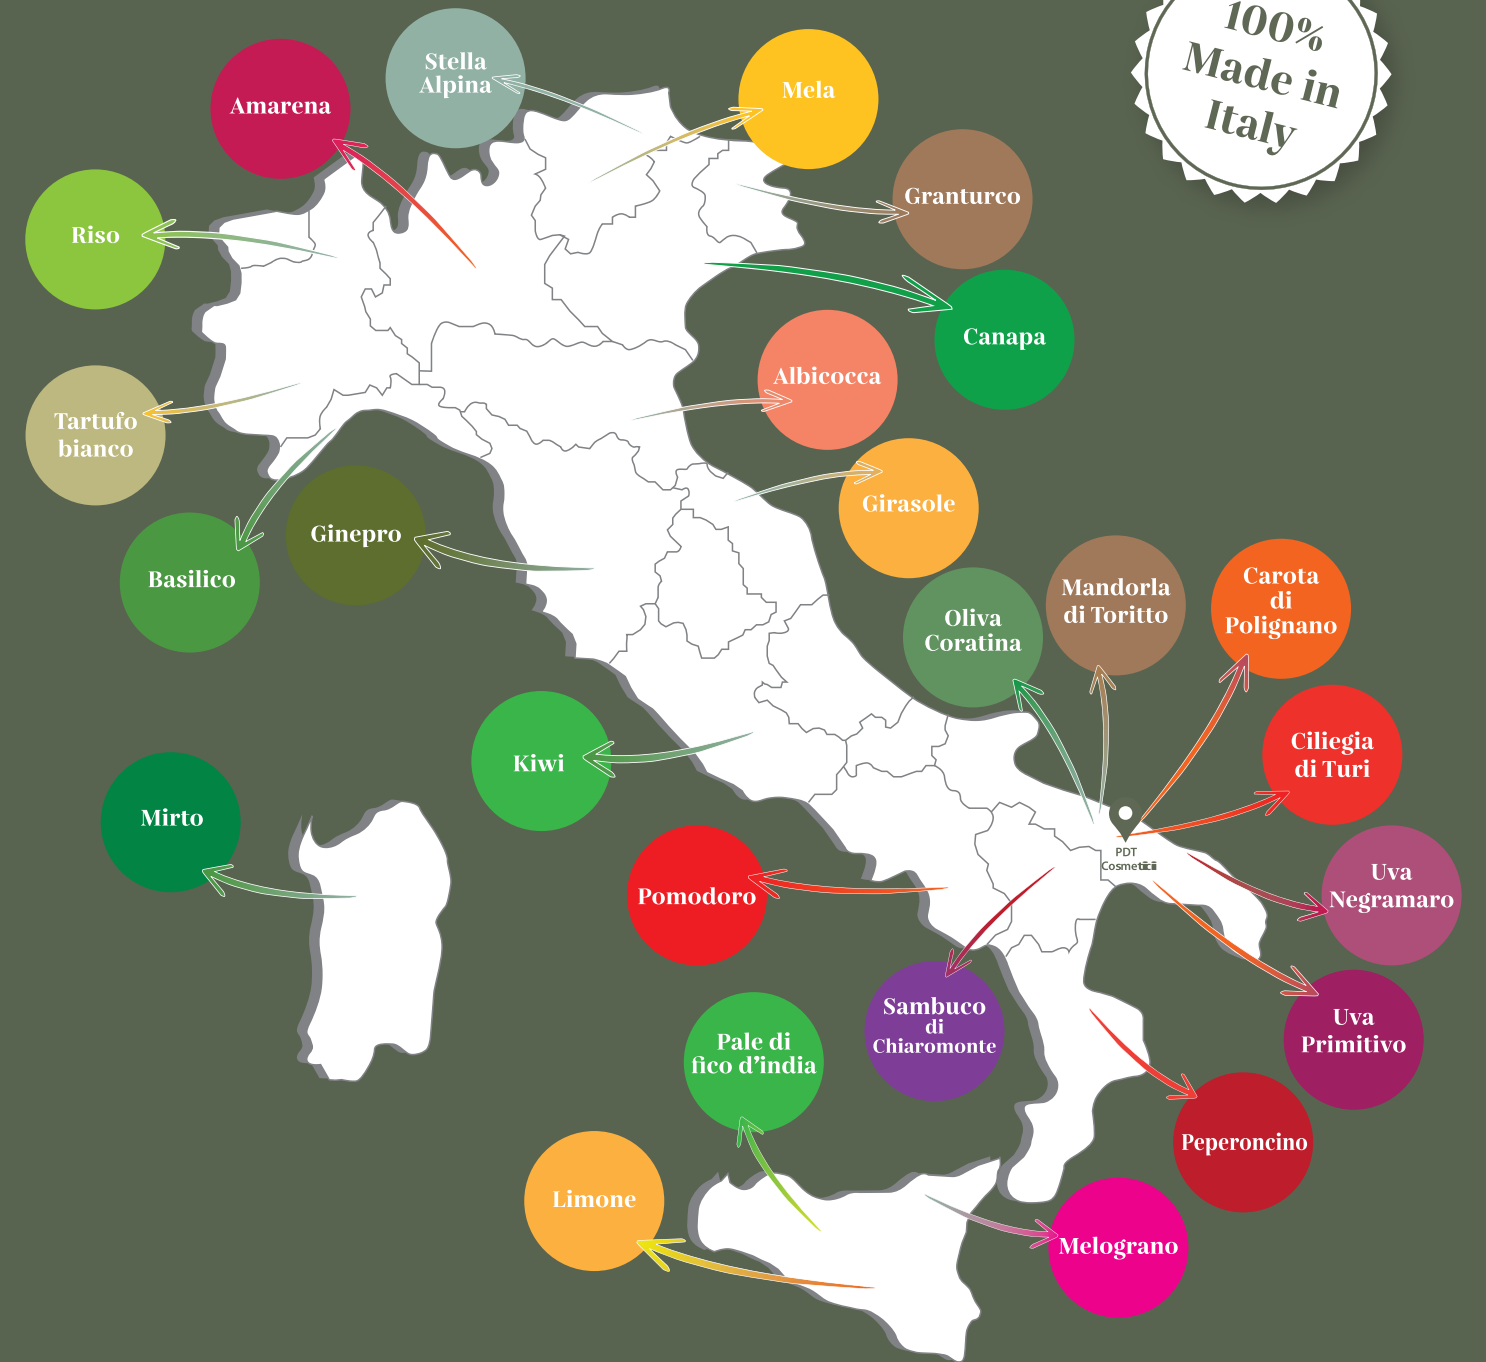 100%
Made in
Italy
Stella
Alpina
Mela
Amarena
Granturco
Riso
Canapa
Albicocca
Tartufo
bianco
Girasole
Ginepro
Basilico
Mandorla
di Toritto
Carota
di
Polignano
Oliva
Coratina
Ciliegia
di Turi
Kiwi
Mirto
PDT
Cosmetici
Uva
Negramaro
Pomodoro
Sambuco
di
Chiaromonte
Uva
Primitivo
Pale di
fico d’india
Peperoncino
Limone
Melograno